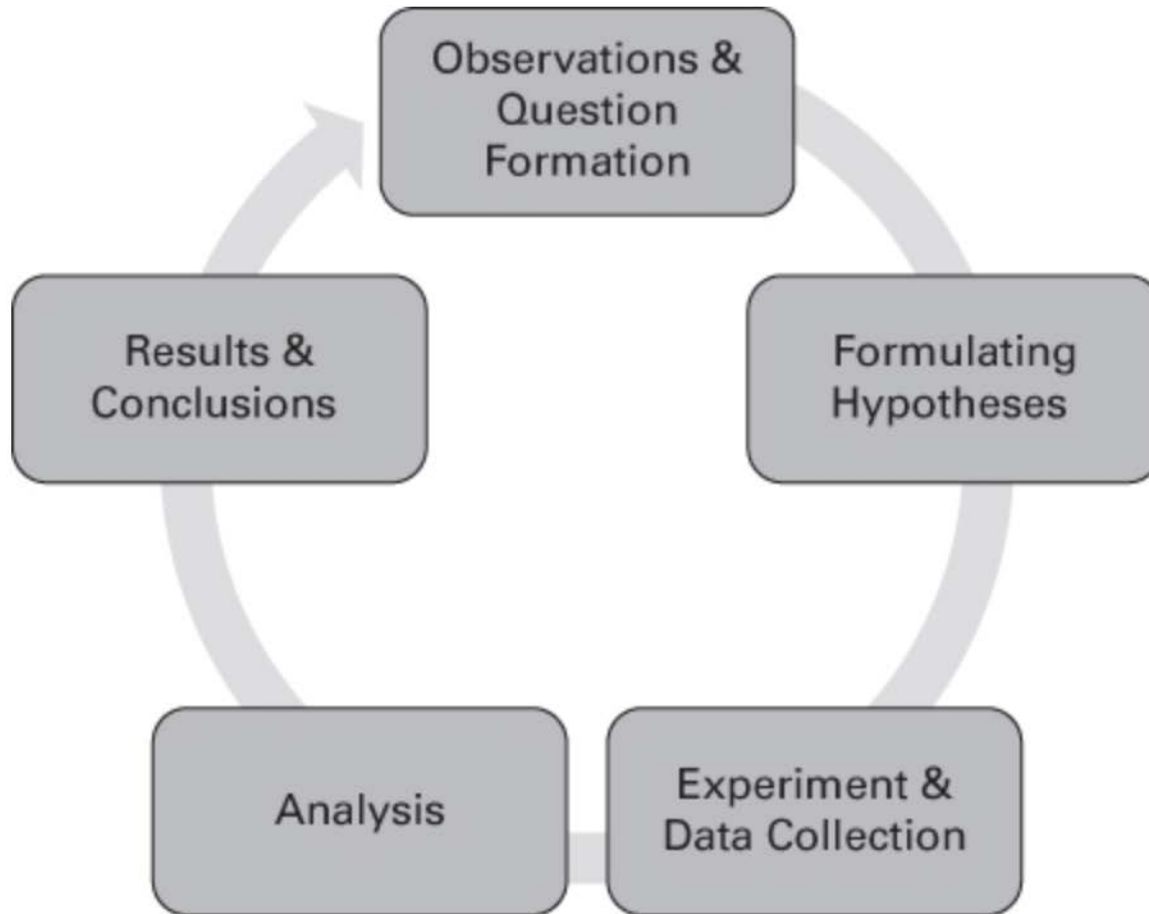 Observations &
Question
Formation
Formulating
Hypotheses
Experiment &
Data Collection
Analysis
Results &
Conclusions